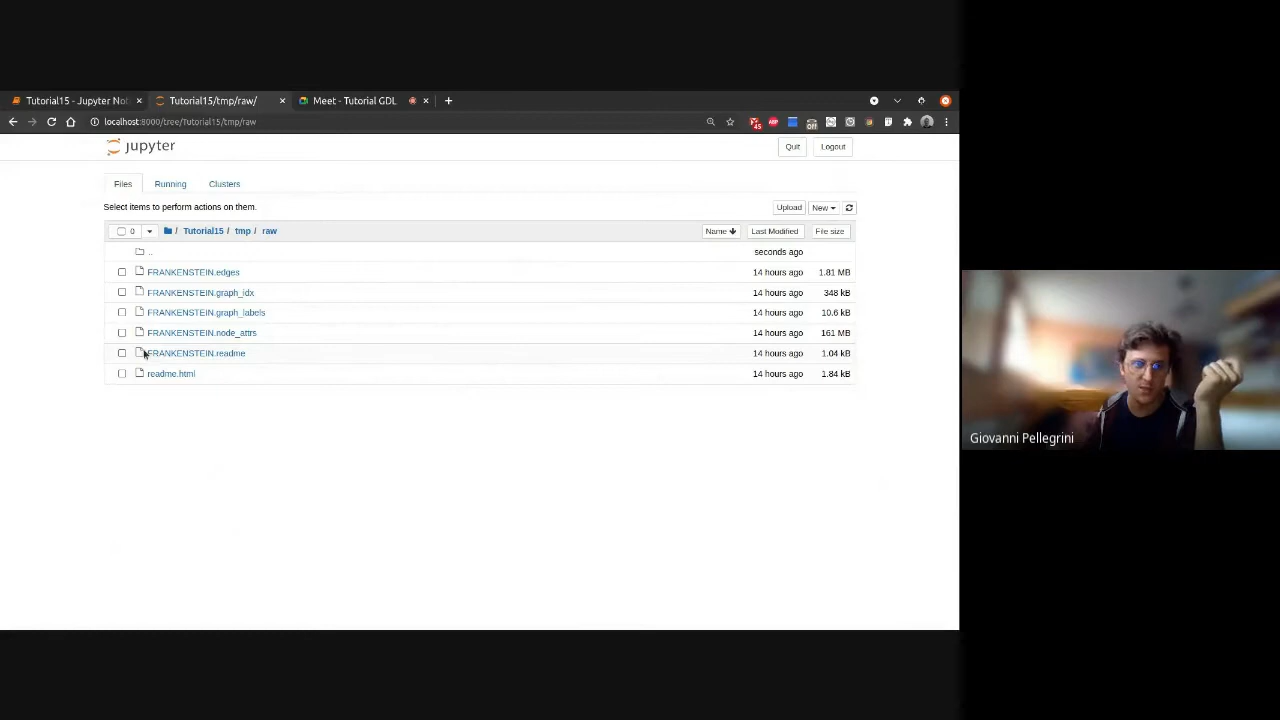 Tutorial15 - Jupyter Not
Tutorial15/tmp/raw/
Meet - Tutorial GDL
localhost:8000/tree/Tutorial15/tmp/raw
45
ABP
Off
jupyter
Quit
Logout
Files
Running
Clusters
Select items to perform actions on them.
Upload
New
0
/ Tutorial15 / tmp / raw
Name
Last Modified
File size
..
seconds ago
FRANKENSTEIN.edges 14 hours ago 1.81 MB
FRANKENSTEIN.graph_idx 14 hours ago 348 kB
FRANKENSTEIN.graph_labels 14 hours ago 10.6 kB
FRANKENSTEIN.node_attrs 14 hours ago 161 MB
FRANKENSTEIN.readme 14 hours ago 1.04 kB
readme.html 14 hours ago 1.84 kB
Giovanni Pellegrini